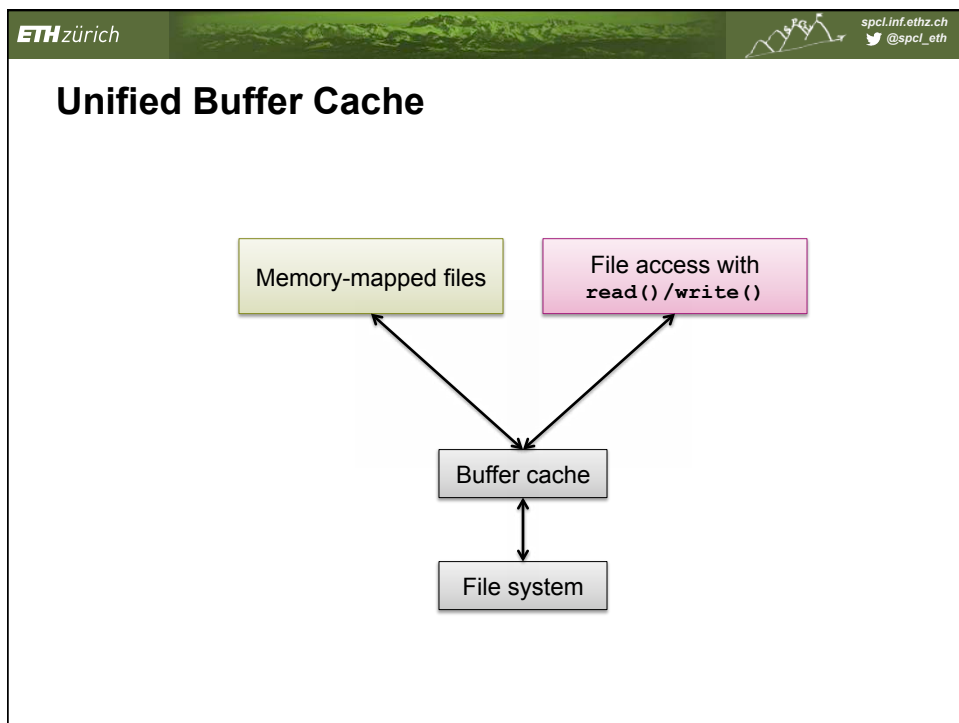 ETH zürich
spcl.inf.ethz.ch
@spcl_eth
Unified Buffer Cache
Memory-mapped files
File access with
read()/write()
Buffer cache
File system